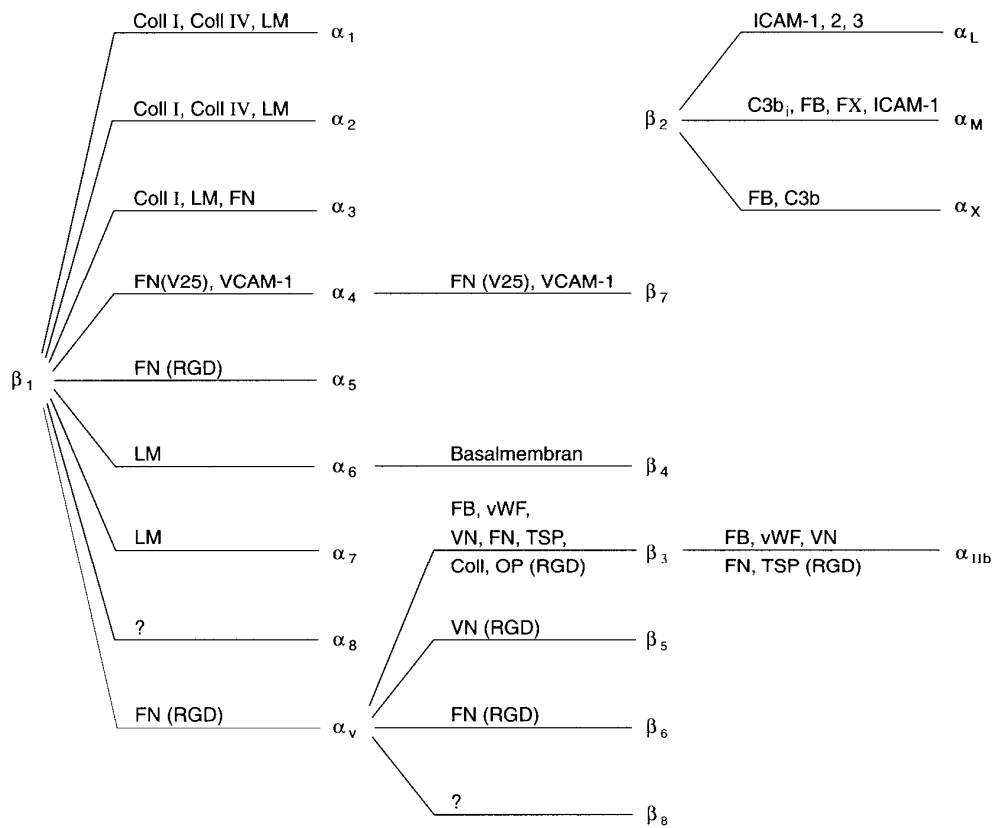 Coll I, Coll IV, LM
α1
ICAM-1, 2, 3
αL
Coll I, Coll IV, LM
α2
β2
C3bi, FB, FX, ICAM-1
αM
Coll I, LM, FN
α3
FB, C3b
αX
FN(V25), VCAM-1
α4
FN (V25), VCAM-1
β7
β1
FN (RGD)
α5
LM
α6
Basalmembran
β4
LM
α7
FB, vWF,
VN, FN, TSP,
Coll, OP (RGD)
β3
FB, vWF, VN
FN, TSP (RGD)
αIIb
?
α8
VN (RGD)
β5
FN (RGD)
αv
FN (RGD)
β6
?
β8